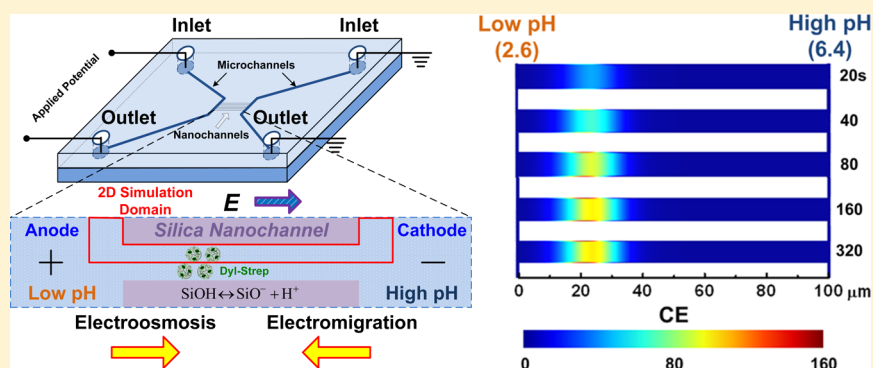 Inlet
Inlet
Applied Potential
Microchannels
Outlet
Outlet
Nanochannels
2D Simulation
Domain
E
Anode
Silica Nanochannel
Cathode
+
Dyl-Strep
−
Low pH
SiOH↔SiO⁻ + H⁺
High pH
Electroosmosis
Electromigration
Low pH
(2.6)
High pH
(6.4)
20s
40
80
160
320
0 20 40 60 80 100 μm
CE
0 80 160